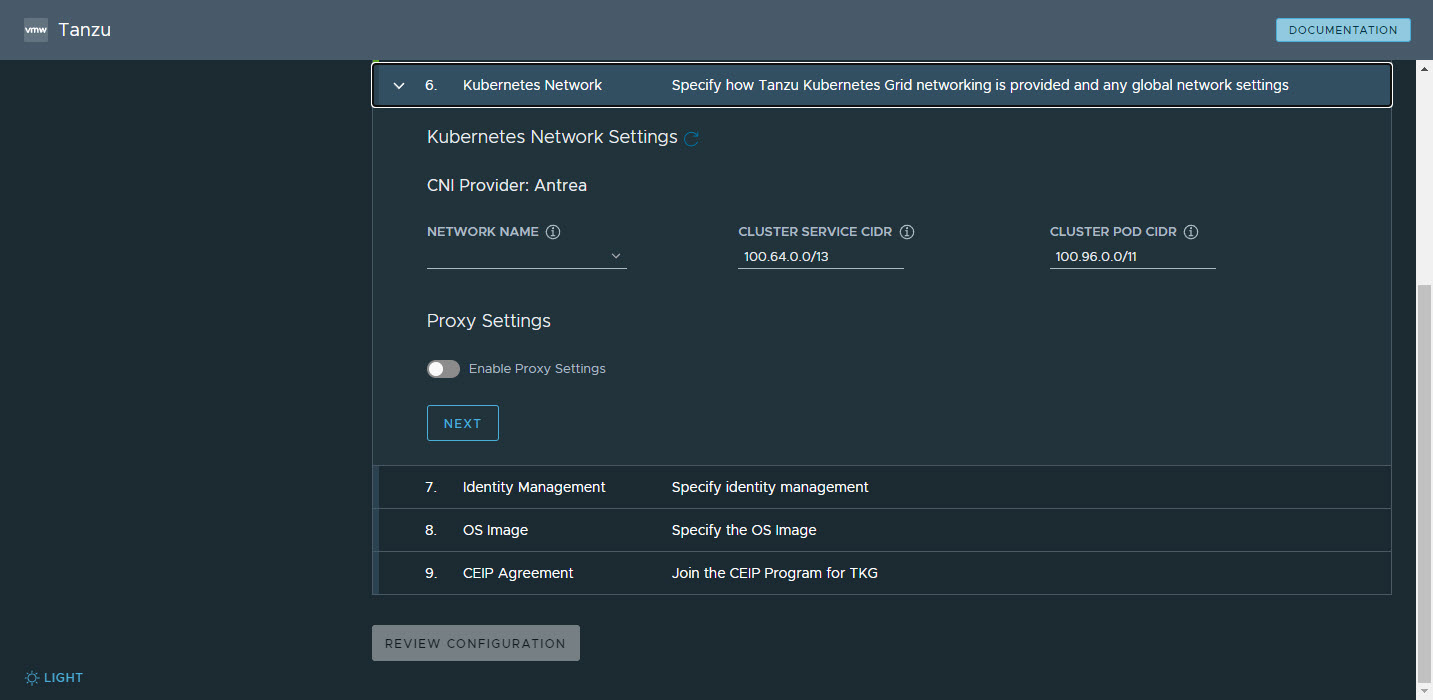 vmw Tanzu DOCUMENTATION
6. Kubernetes Network Specify how Tanzu Kubernetes Grid networking is provided and any global network settings
Kubernetes Network Settings
CNI Provider: Antrea
NETWORK NAME CLUSTER SERVICE CIDR CLUSTER POD CIDR
100.64.0.0/13 100.96.0.0/11
Proxy Settings
Enable Proxy Settings
NEXT
7. Identity Management Specify identity management
8. OS Image Specify the OS Image
9. CEIP Agreement Join the CEIP Program for TKG
REVIEW CONFIGURATION
LIGHT